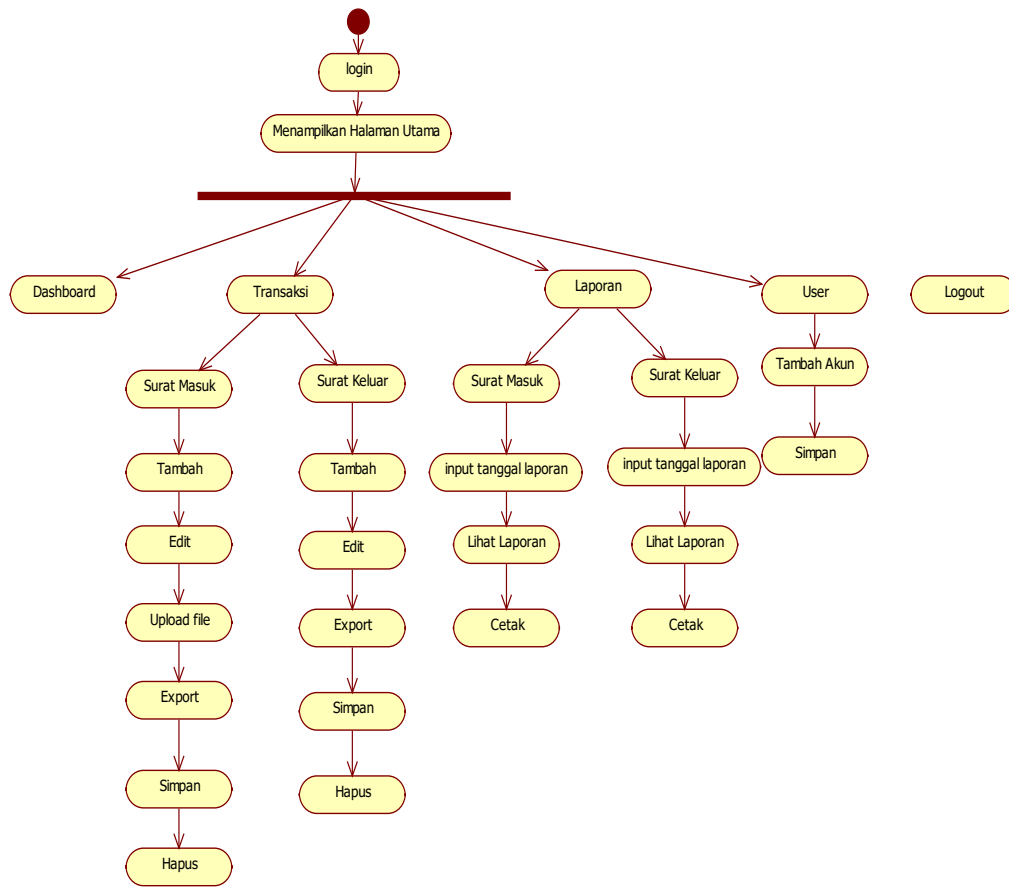 login
Menampilkan Halaman Utama
Dashboard
Transaksi
Laporan
User
Logout
Surat Masuk
Surat Keluar
Surat Masuk
Surat Keluar
Tambah Akun
Tambah
Tambah
input tanggal laporan
input tanggal laporan
Simpan
Edit
Edit
Lihat Laporan
Lihat Laporan
Upload file
Export
Cetak
Cetak
Export
Simpan
Simpan
Hapus
Hapus